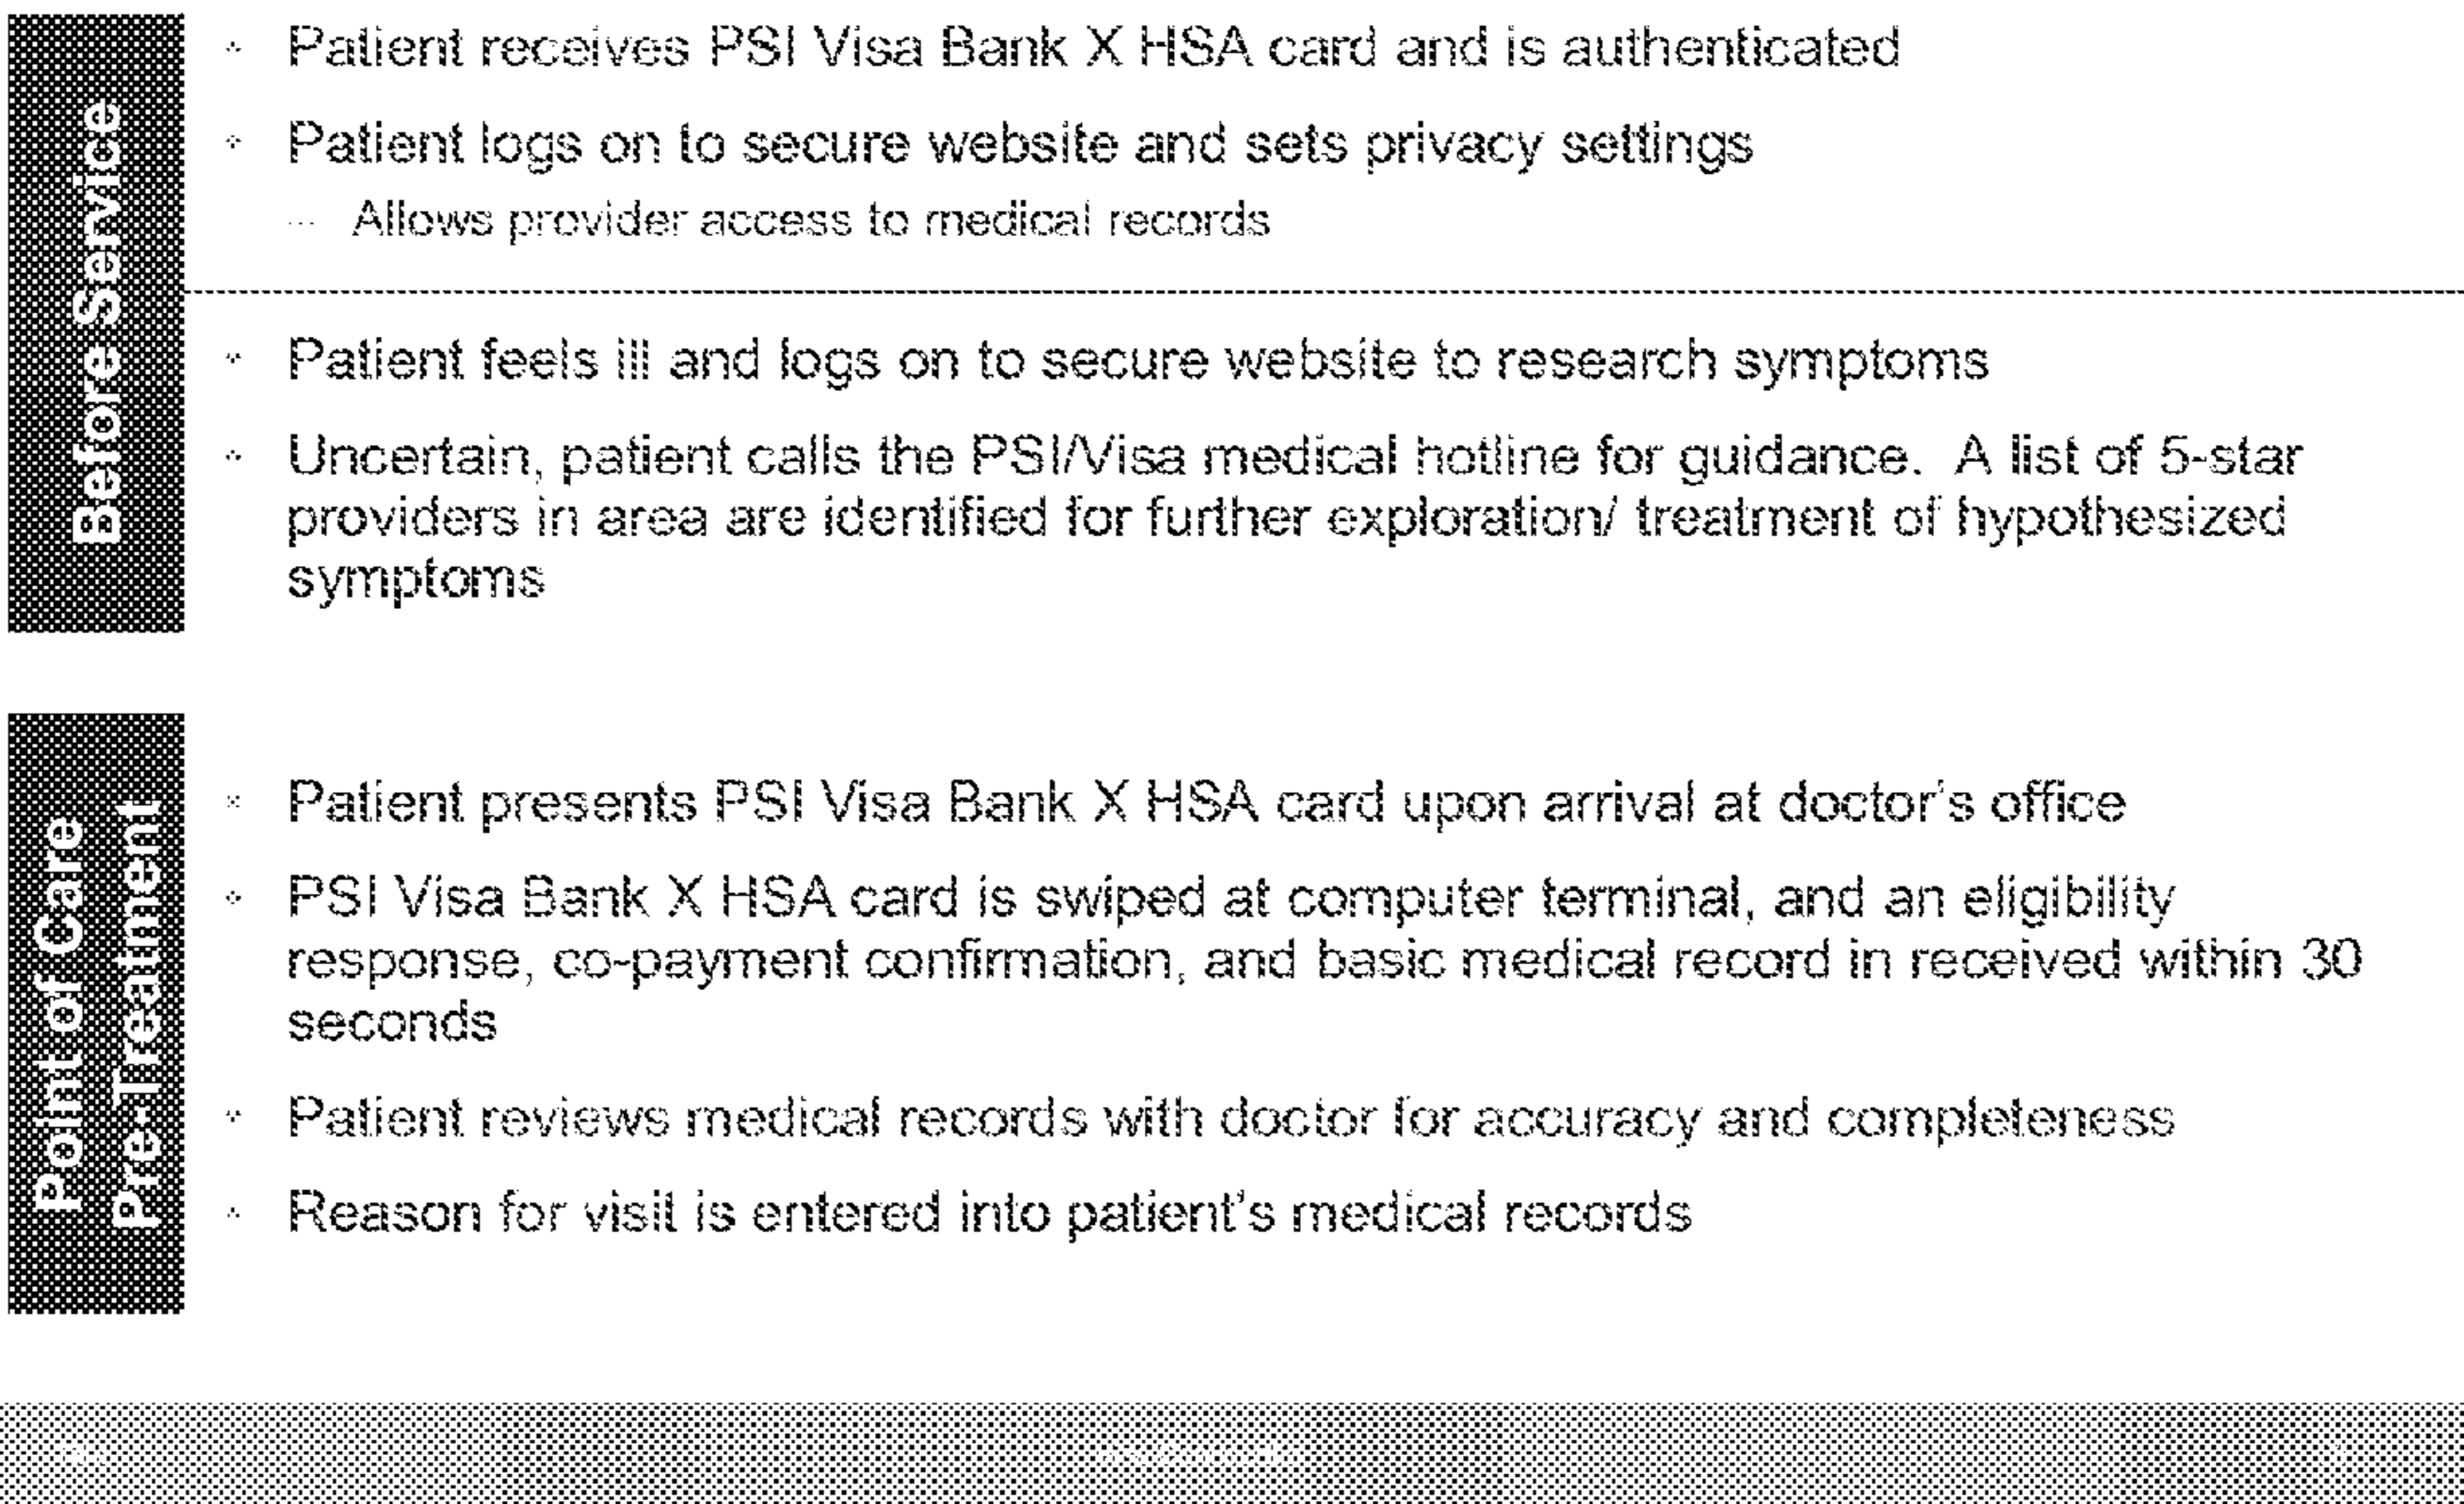 Before Service
Patient receives PSI Visa Bank X HSA card and is authenticated
Patient logs on to secure website and sets privacy settings
– Allows provider access to medical records
Patient feels ill and logs on to secure website to research symptoms
Uncertain, patient calls the PSI/Visa medical hotline for guidance. A list of 5-star
providers in area are identified for further exploration/ treatment of hypothesized
symptoms
Point of Care
Pre-Treatment
Patient presents PSI Visa Bank X HSA card upon arrival at doctor's office
PSI Visa Bank X HSA card is swiped at computer terminal, and an eligibility
response, co-payment confirmation, and basic medical record in received within 30
seconds
Patient reviews medical records with doctor for accuracy and completeness
Reason for visit is entered into patient's medical records